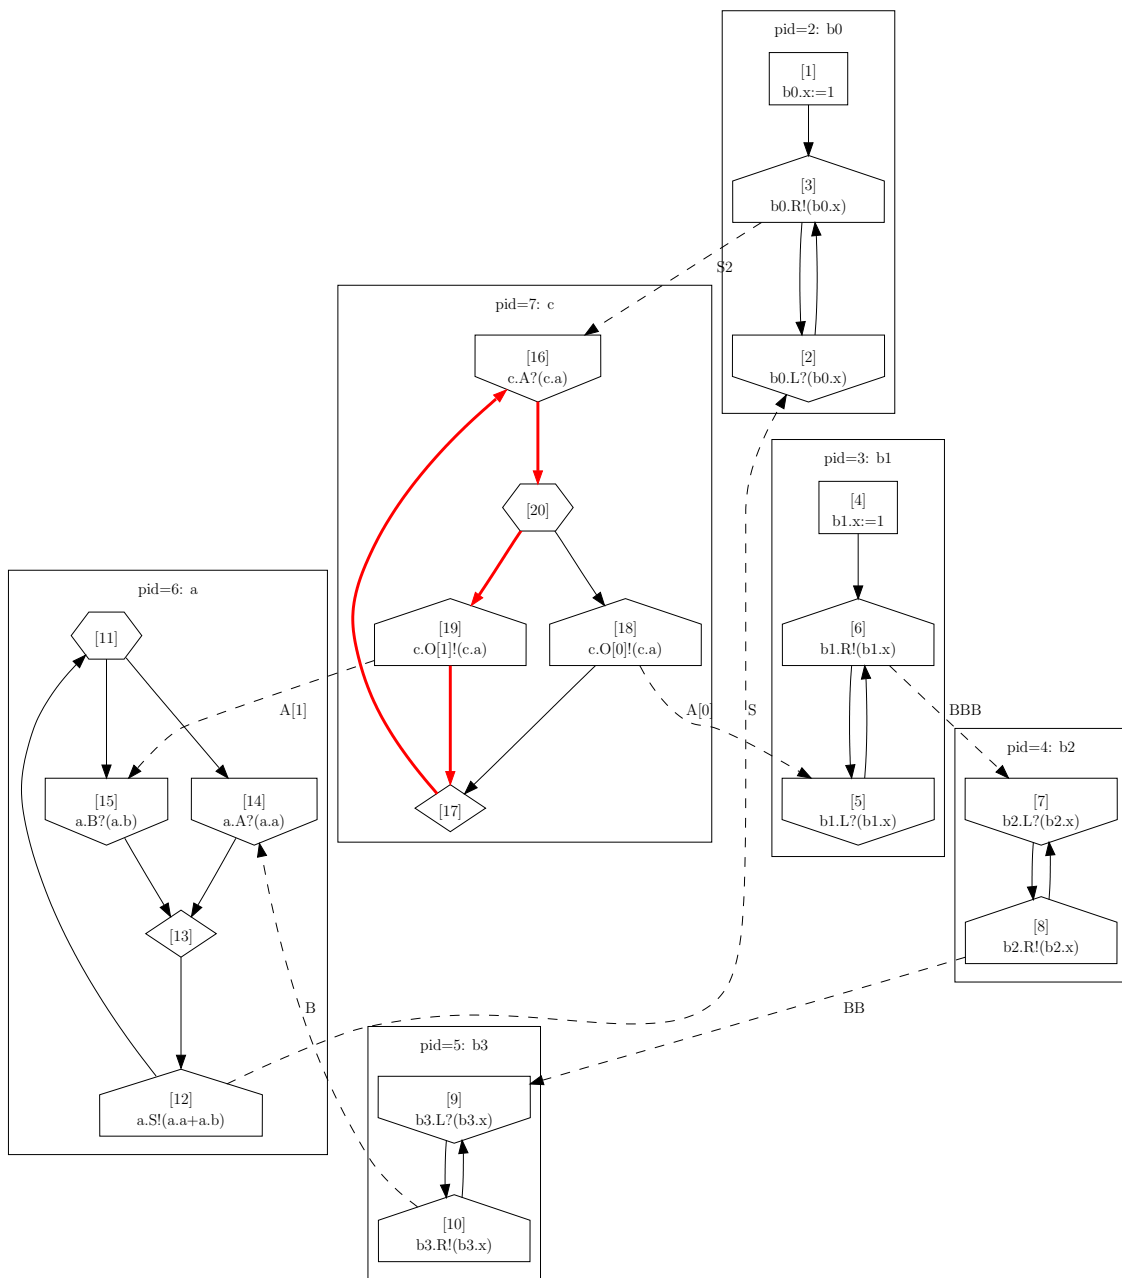 pid=2: b0
[1]
b0.x:=1
[3]
b0.R!(b0.x)
S2
[2]
b0.L?(b0.x)
pid=7: c
[16]
c.A?(c.a)
[20]
[19]
c.O[1]!(c.a)
[18]
c.O[0]!(c.a)
[17]
A[1]
A[0]
S
pid=3: b1
[4]
b1.x:=1
[6]
b1.R!(b1.x)
[5]
b1.L?(b1.x)
BBB
pid=4: b2
[7]
b2.L?(b2.x)
[8]
b2.R!(b2.x)
BB
pid=6: a
[11]
[15]
a.B?(a.b)
[14]
a.A?(a.a)
[13]
[12]
a.S!(a.a+a.b)
B
pid=5: b3
[9]
b3.L?(b3.x)
[10]
b3.R!(b3.x)